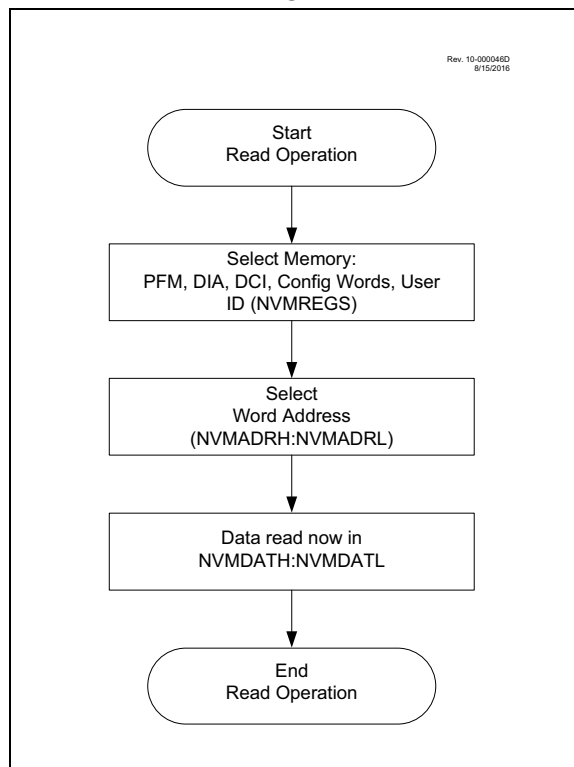 Rev. 10-000046D
8/15/2016
Start
Read Operation
Select Memory:
PFM, DIA, DCI, Config Words, User
ID (NVMREGS)
Select
Word Address
(NVMADRH:NVMADRL)
Data read now in
NVMDATH:NVMDATL
End
Read Operation